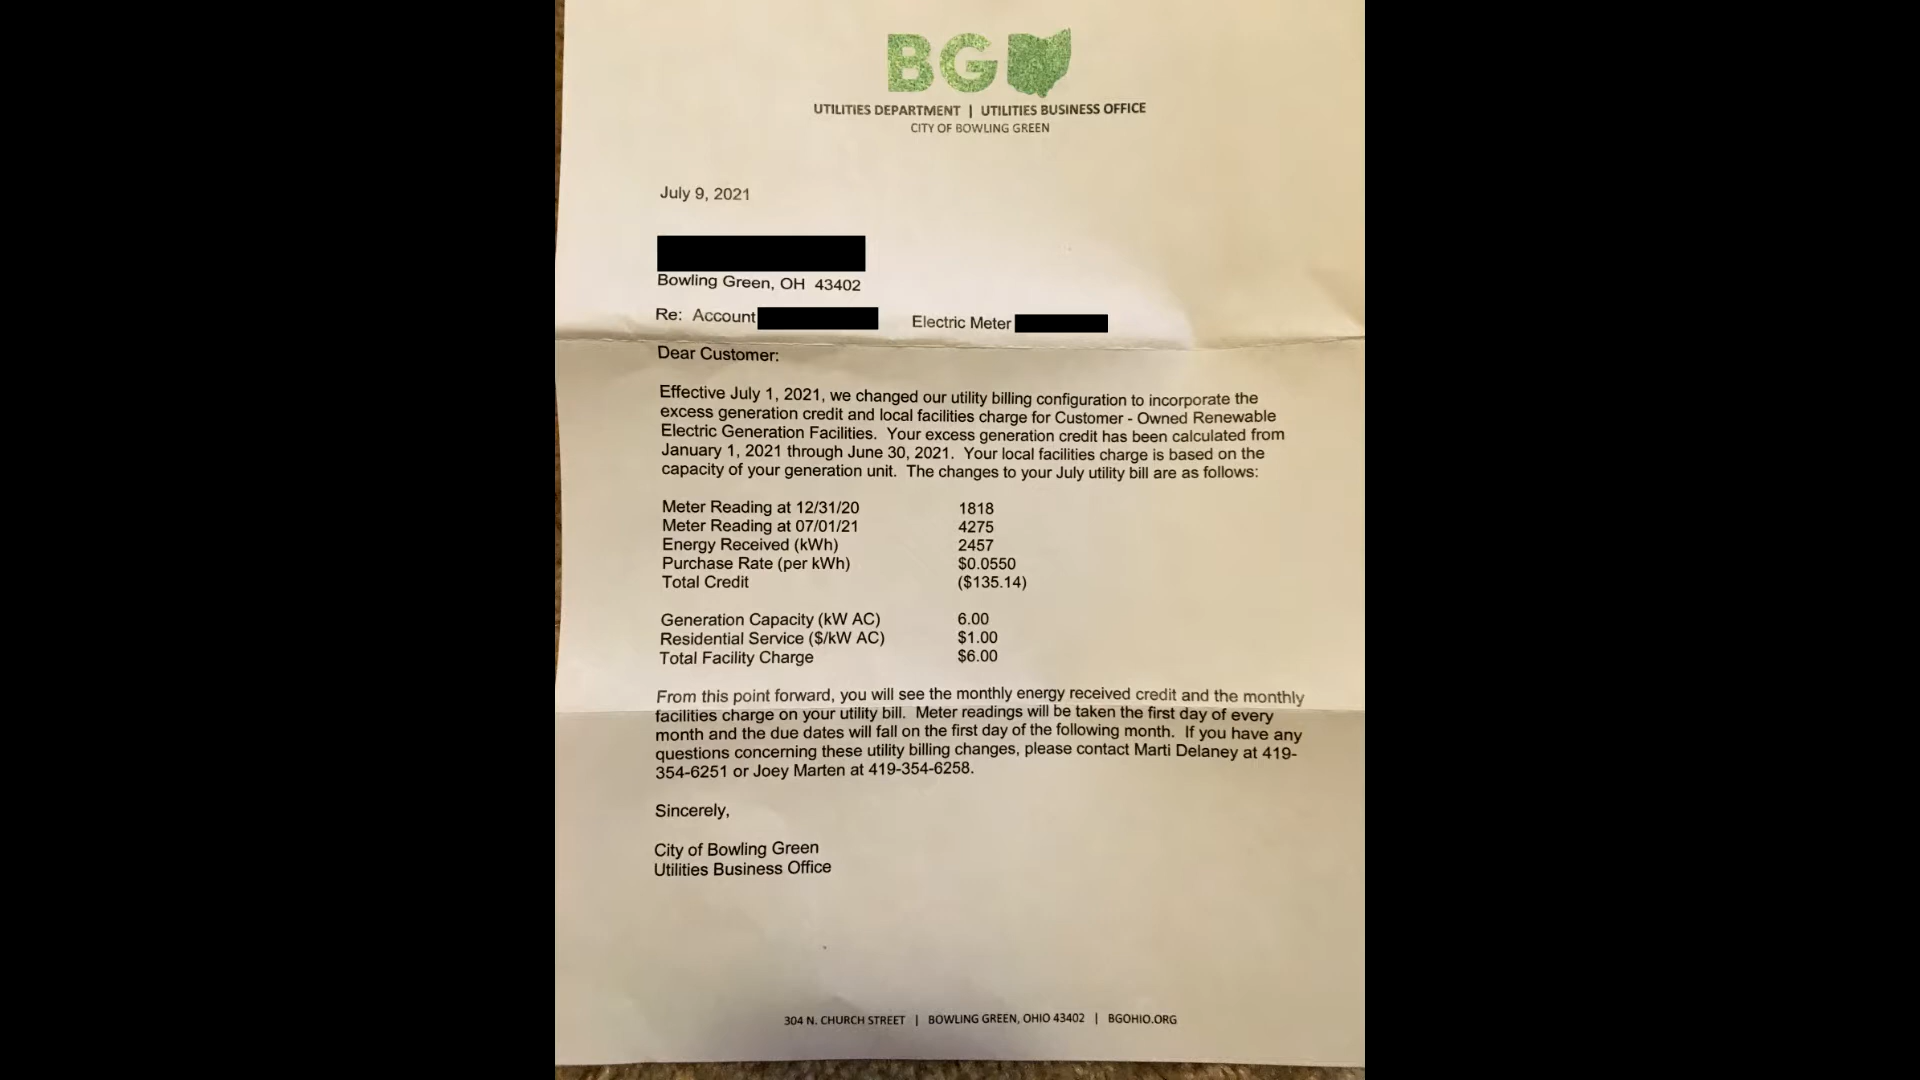 BG
UTILITIES DEPARTMENT | UTILITIES BUSINESS OFFICE
CITY OF BOWLING GREEN
July 9, 2021
Bowling Green, OH 43402
Re: Account Electric Meter
Dear Customer:
Effective July 1, 2021, we changed our utility billing configuration to incorporate the
excess generation credit and local facilities charge for Customer - Owned Renewable
Electric Generation Facilities. Your excess generation credit has been calculated from
January 1, 2021 through June 30, 2021. Your local facilities charge is based on the
capacity of your generation unit. The changes to your July utility bill are as follows:
Meter Reading at 12/31/20 1818
Meter Reading at 07/01/21 4275
Energy Received (kWh) 2457
Purchase Rate (per kWh) $0.0550
Total Credit ($135.14)
Generation Capacity (kW AC) 6.00
Residential Service ($/kW AC) $1.00
Total Facility Charge $6.00
From this point forward, you will see the monthly energy received credit and the monthly
facilities charge on your utility bill. Meter readings will be taken the first day of every
month and the due dates will fall on the first day of the following month. If you have any
questions concerning these utility billing changes, please contact Marti Delaney at 419-
354-6251 or Joey Marten at 419-354-6258.
Sincerely,
City of Bowling Green
Utilities Business Office
304 N. CHURCH STREET | BOWLING GREEN, OHIO 43402 | BGOHIO.ORG